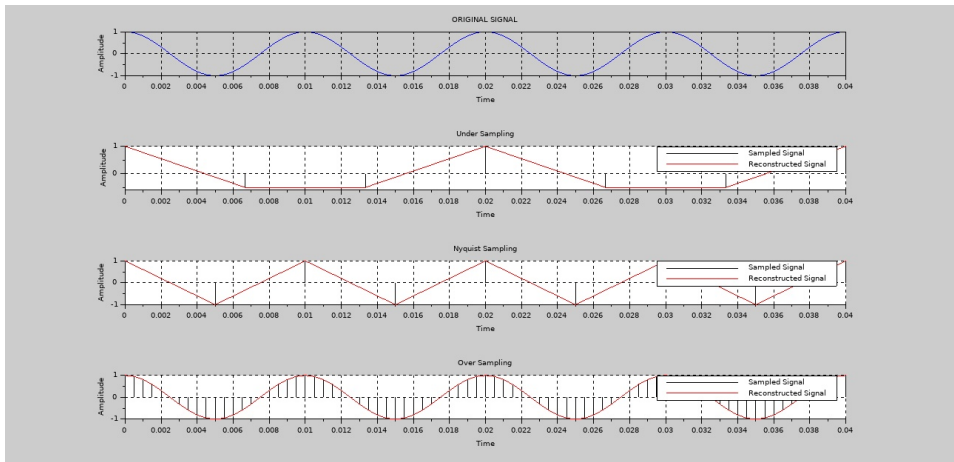 ORIGINAL SIGNAL
1
0
-1
Amplitude
0 0.002 0.004 0.006 0.008 0.01 0.012 0.014 0.016 0.018 0.02 0.022 0.024 0.026 0.028 0.03 0.032 0.034 0.036 0.038 0.04
Time
Under Sampling
1
0
Amplitude
Sampled Signal
Reconstructed Signal
0 0.002 0.004 0.006 0.008 0.01 0.012 0.014 0.016 0.018 0.02 0.022 0.024 0.026 0.028 0.03 0.032 0.034 0.036 0.038 0.04
Time
Nyquist Sampling
1
0
-1
Amplitude
Sampled Signal
Reconstructed Signal
0 0.002 0.004 0.006 0.008 0.01 0.012 0.014 0.016 0.018 0.02 0.022 0.024 0.026 0.028 0.03 0.032 0.034 0.036 0.038 0.04
Time
Over Sampling
1
0
-1
Amplitude
Sampled Signal
Reconstructed Signal
0 0.002 0.004 0.006 0.008 0.01 0.012 0.014 0.016 0.018 0.02 0.022 0.024 0.026 0.028 0.03 0.032 0.034 0.036 0.038 0.04
Time